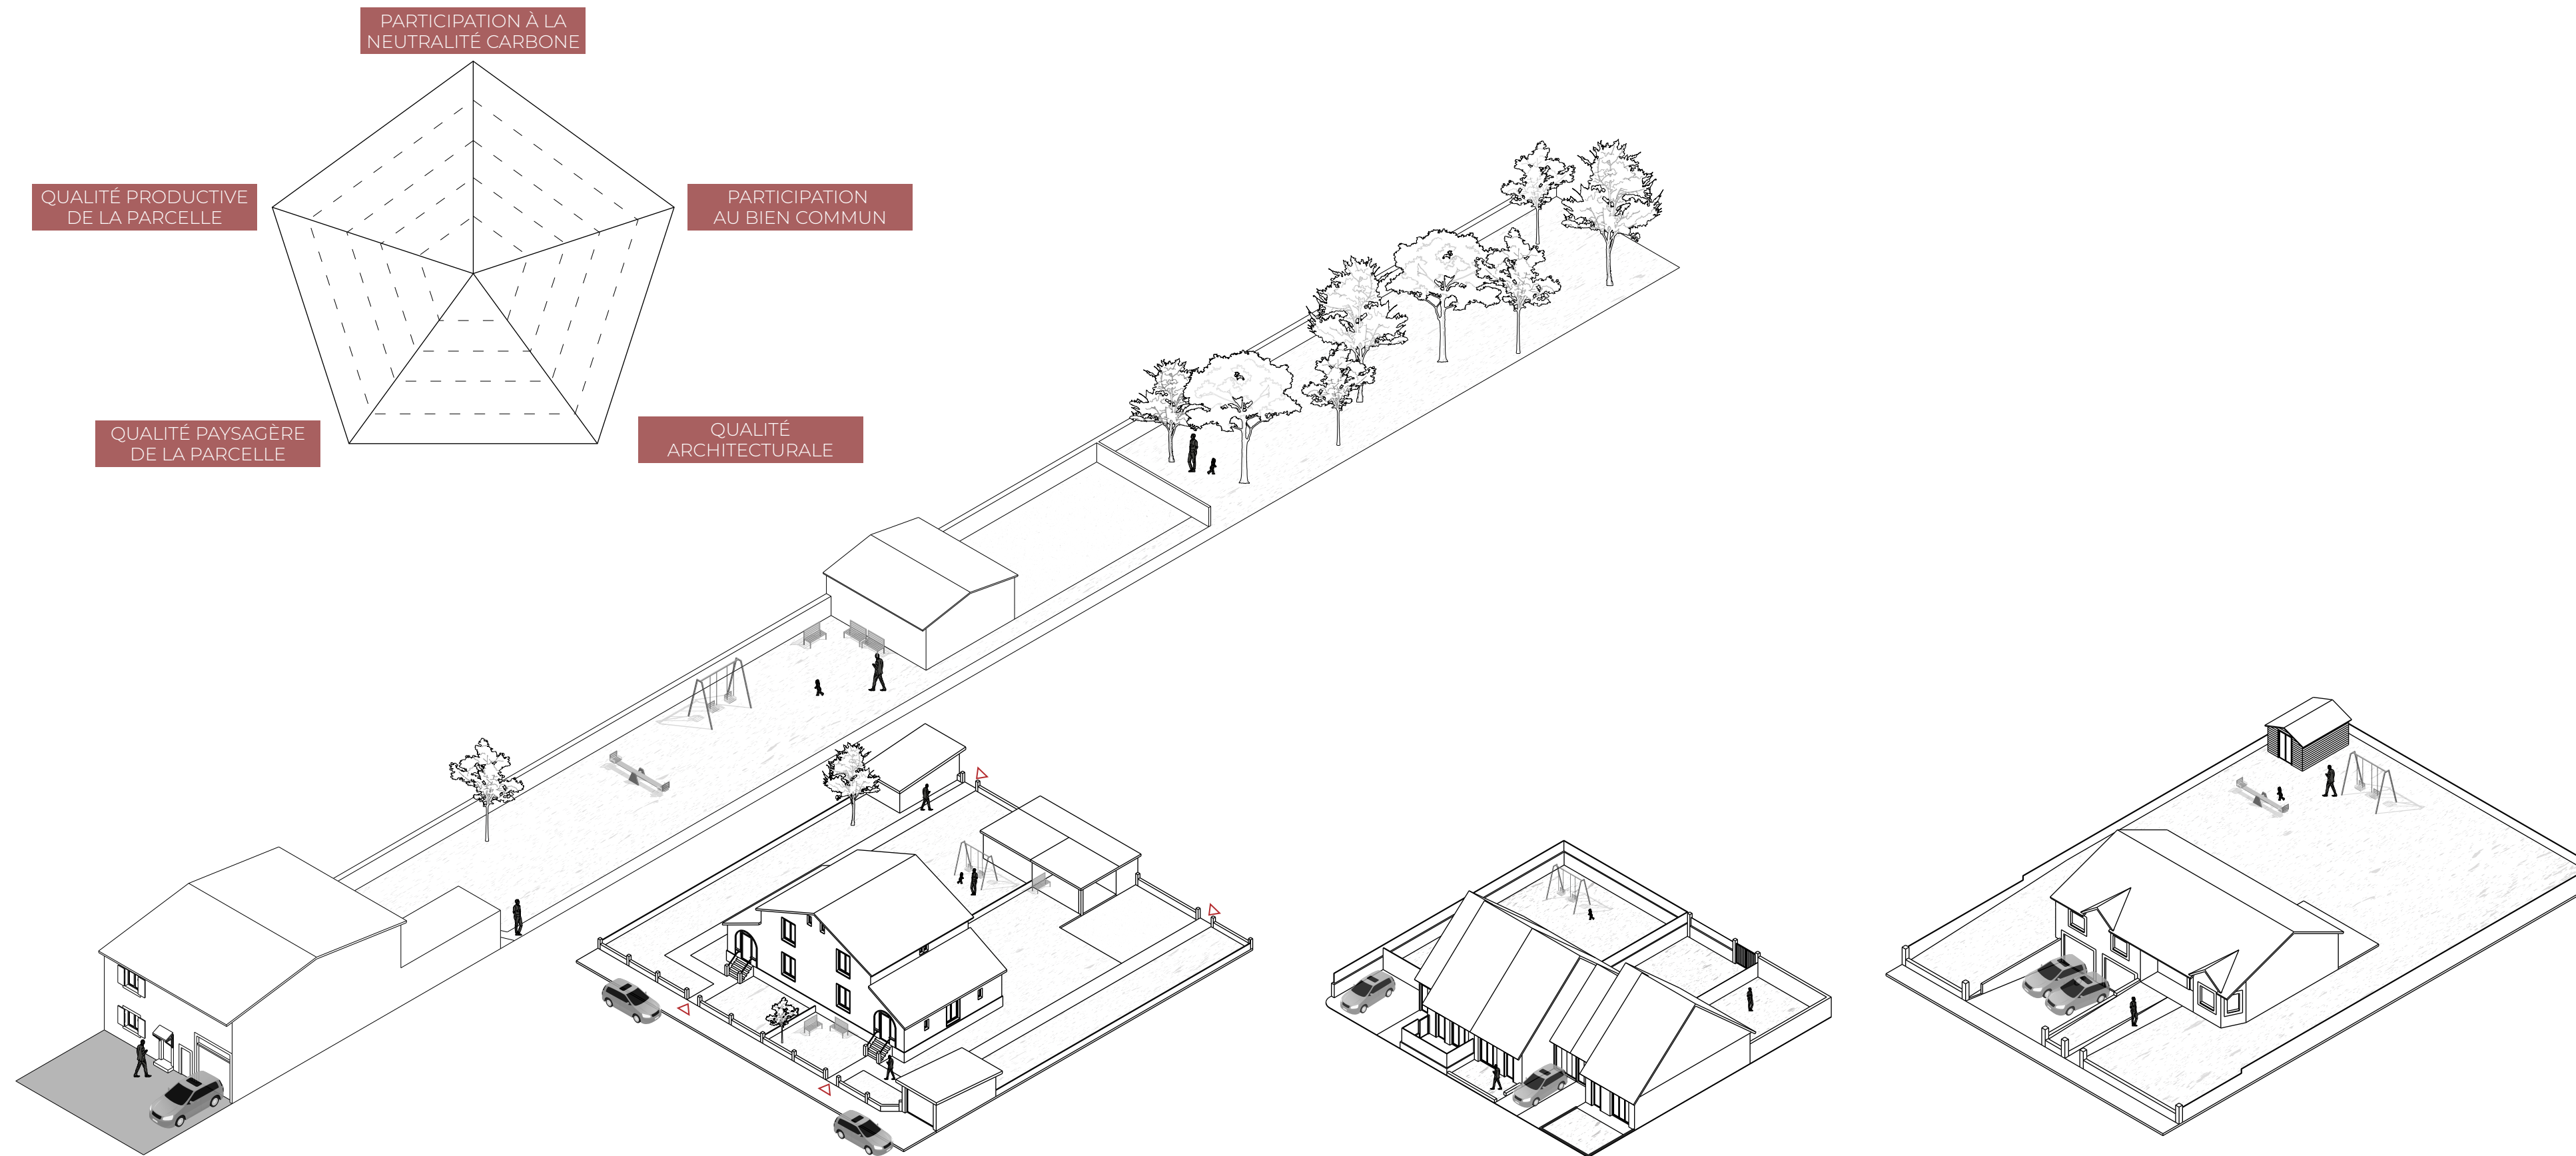 PARTICIPATION À LA
NEUTRALITÉ CARBONE
QUALITÉ PRODUCTIVE
DE LA PARCELLE
PARTICIPATION
AU BIEN COMMUN
QUALITÉ PAYSAGÈRE
DE LA PARCELLE
QUALITÉ
ARCHITECTURALE